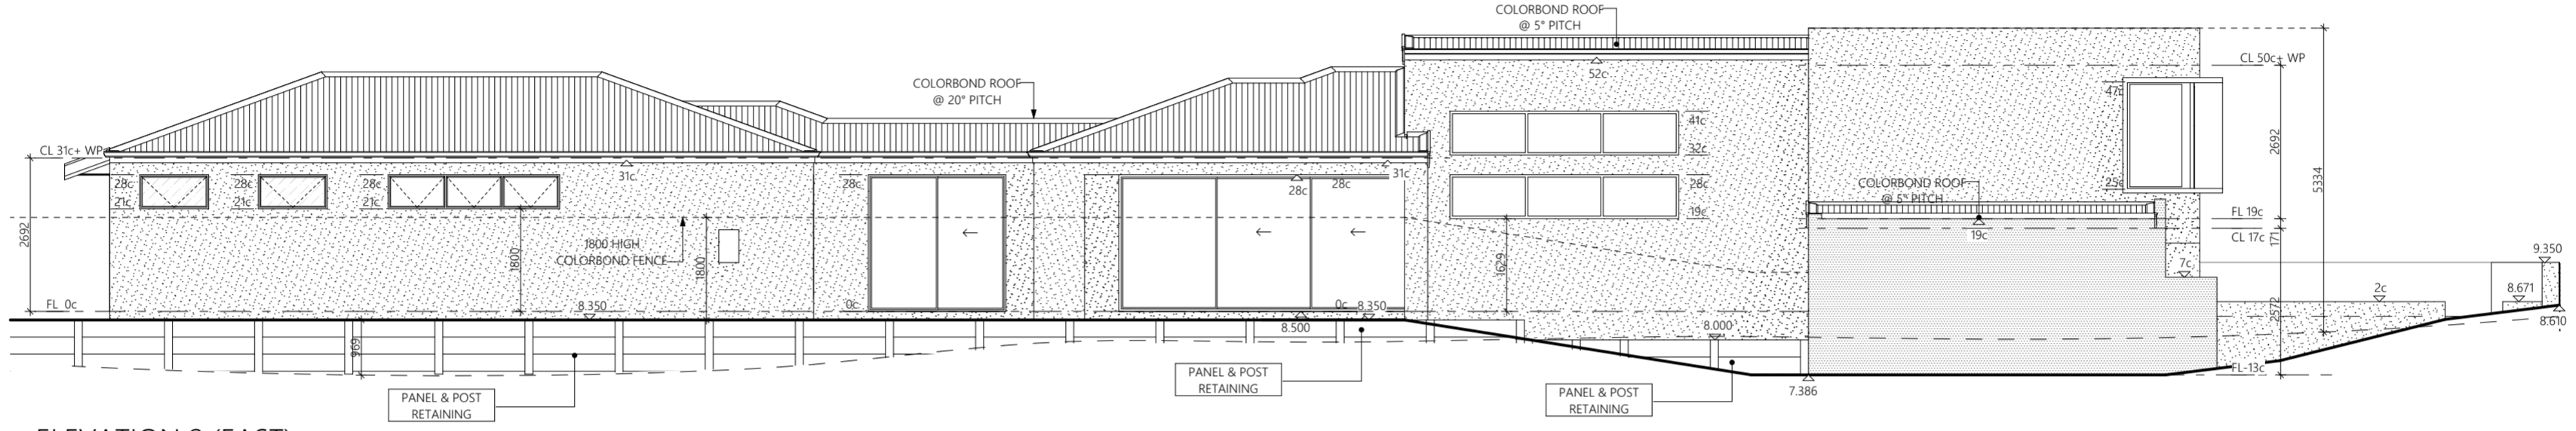 COLORBOND ROOF
@ 5° PITCH
CL 50c+ WP
52c
47c
COLORBOND ROOF
@ 20° PITCH
41c
32c
2692
5334
CL 31c+ WP
31c
31c
28c
28c
28c
28c
28c
28c
28c
21c
21c
21c
25c
COLORBOND ROOF
@ 5° PITCH
19c
19c
FL 19c
171
CL 17c
2692
1800 HIGH
COLORBOND FENCE
1800
1800
1629
7c
9.350
8.671
2c
2572
8.610
FL 0c
8.350
0c
0c
8.350
8.500
8.000
969
FL-13c
7.386
PANEL & POST
RETAINING
PANEL & POST
RETAINING
PANEL & POST
RETAINING